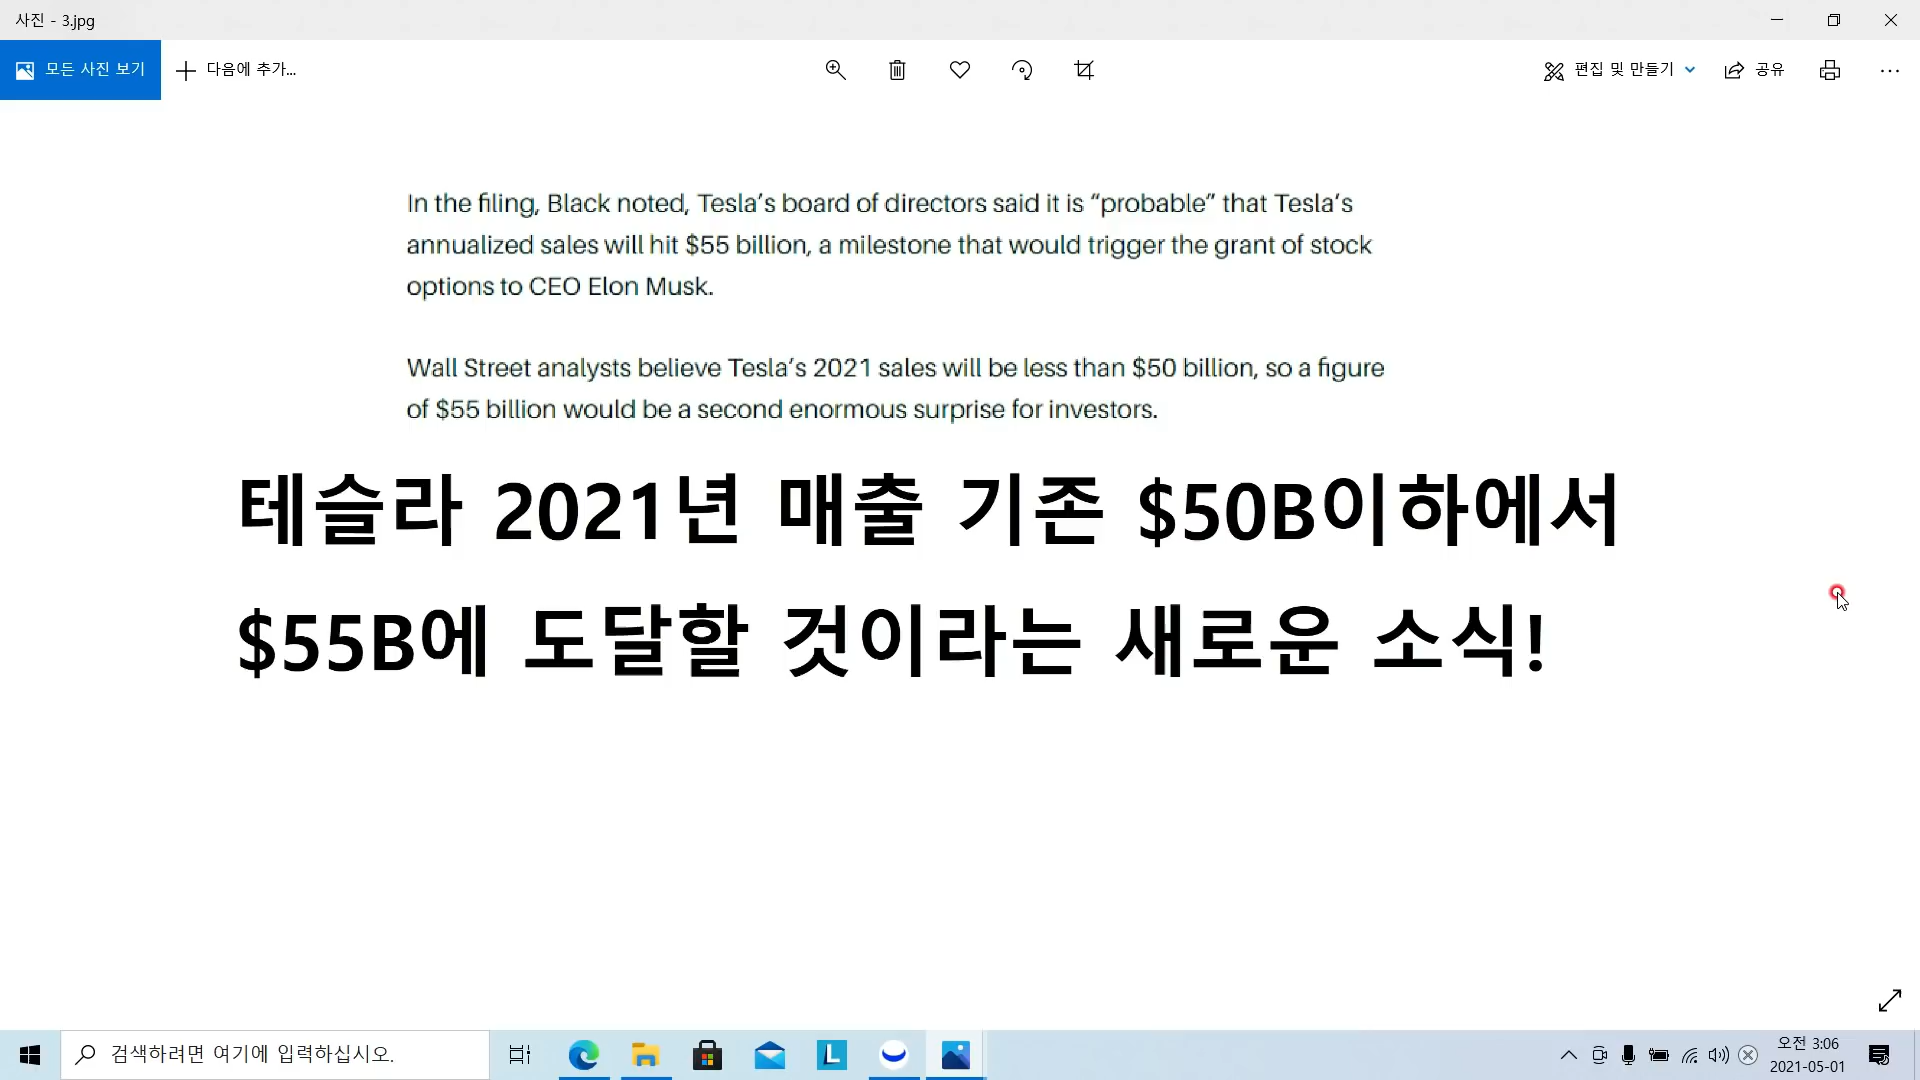 사진 - 3.jpg
모든 사진 보기
다음에 추가...
편집 및 만들기
공유
In the filing, Black noted, Tesla’s board of directors said it is “probable” that Tesla’s
annualized sales will hit $55 billion, a milestone that would trigger the grant of stock
options to CEO Elon Musk.
Wall Street analysts believe Tesla’s 2021 sales will be less than $50 billion, so a figure
of $55 billion would be a second enormous surprise for investors.
테슬라 2021년 매출 기존 $50B이하에서
$55B에 도달할 것이라는 새로운 소식!
검색하려면 여기에 입력하십시오.
L
오전 3:06
2021-05-01